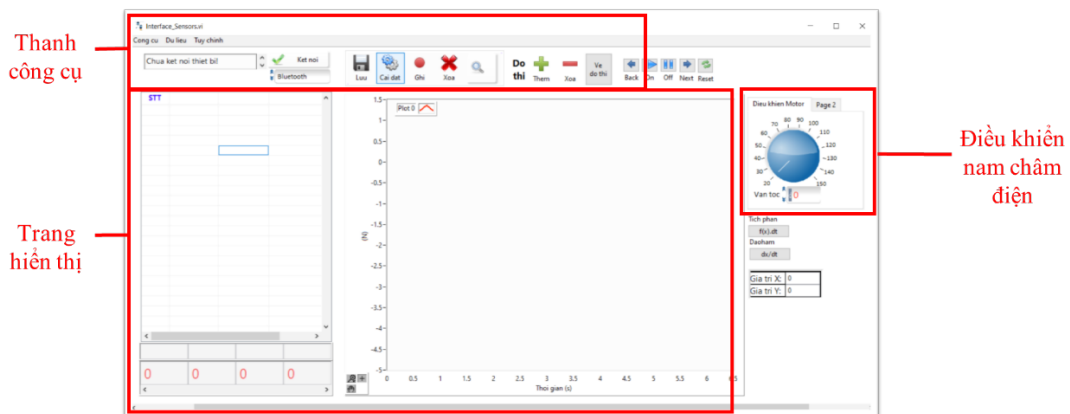 Thanh
công cụ
Interface_Sensors.vi
Cong cu Du lieu Tuy chinh
Chua ket noi thiet bi!
Ket noi
Bluetooth
Luu
Cai dat
Ghi
Xoa
Do
thi
Them
Xoa
Ve
do thi
Back
On
Off
Next
Reset
Trang
hiển thị
STT
0 0 0 0
Plot 0
1.5
1
0.5
0
-0.5
-1
-1.5
-2
-2.5
-3
-3.5
-4
-4.5
-5
(N)
0 0.5 1 1.5 2 2.5 3 3.5 4 4.5 5 5.5 6 6.5
Thoi gian (s)
Dieu khien Motor Page 2
20
30
40
50
60
70
80
90
100
110
120
130
140
150
Van toc 0
Tich phan
f(x).dt
Daoham
dx/dt
Gia tri X: 0
Gia tri Y: 0
Điều khiển
nam châm
điện